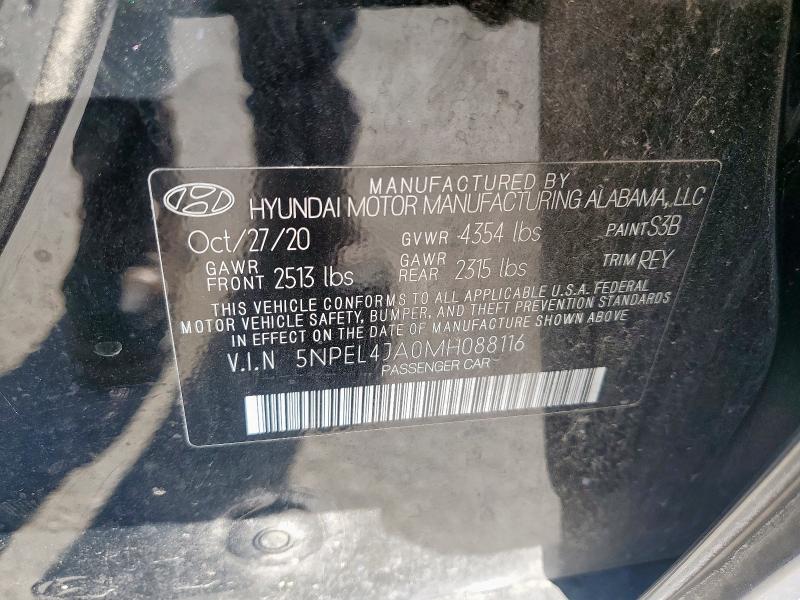 MANUFACTURED BY
HYUNDAI MOTOR MANUFACTURING ALABAMA, LLC
Oct/27/20 GVWR 4354 lbs PAINT S3B
GAWR FRONT 2513 lbs GAWR REAR 2315 lbs TRIM REY
THIS VEHICLE CONFORMS TO ALL APPLICABLE U.S.A. FEDERAL
MOTOR VEHICLE SAFETY, BUMPER, AND THEFT PREVENTION STANDARDS
IN EFFECT ON THE DATE OF MANUFACTURE SHOWN ABOVE
V.I.N 5NPEL4JA0MH088116
PASSENGER CAR